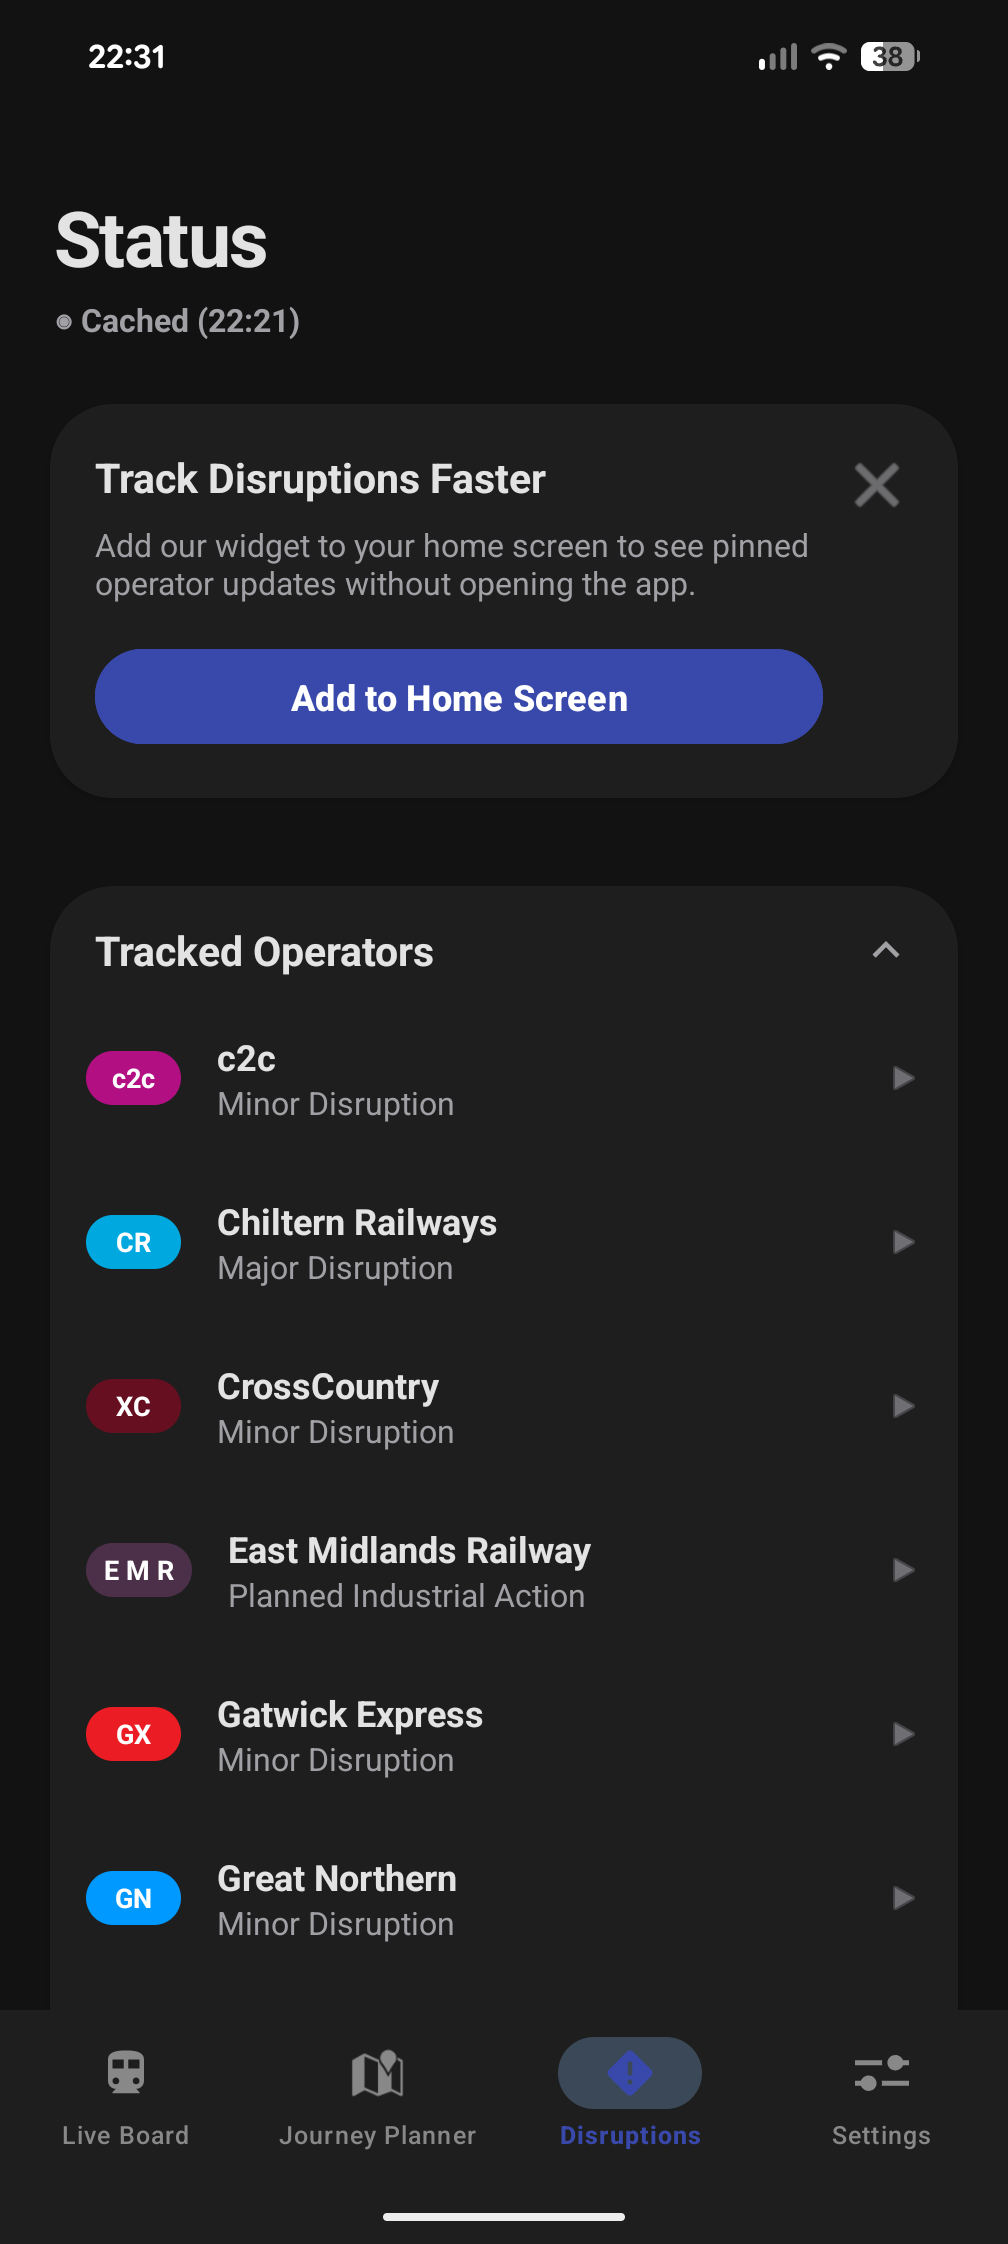 22:31
38
Status
Cached (22:21)
Track Disruptions Faster
Add our widget to your home screen to see pinned
operator updates without opening the app.
Add to Home Screen
Tracked Operators
c2c
c2c
Minor Disruption
CR
Chiltern Railways
Major Disruption
XC
CrossCountry
Minor Disruption
E M R
East Midlands Railway
Planned Industrial Action
GX
Gatwick Express
Minor Disruption
GN
Great Northern
Minor Disruption
Live Board
Journey Planner
Disruptions
Settings